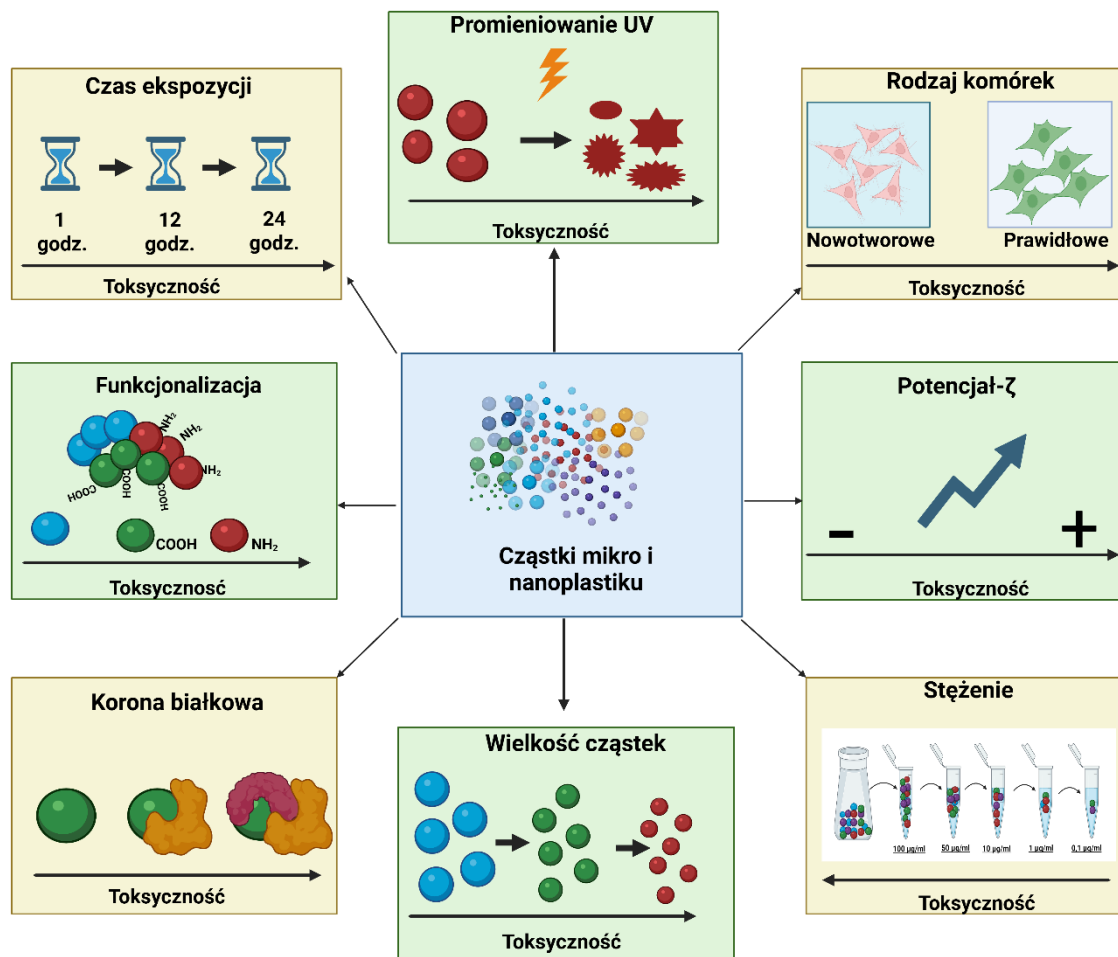 Promieniowanie UV
Toksyczność
Czas ekspozycji
1
godz.
12
godz.
24
godz.
Toksyczność
Rodzaj komórek
Nowotworowe
Prawidłowe
Toksyczność
Funkcjonalizacja
NH₂
NH₂
NH₂
COOH
COOH
COOH
COOH
NH₂
Toksyczność
Cząstki mikro i
nanoplastiku
Potencjał-ζ
- +
Toksyczność
Korona białkowa
Toksyczność
Wielkość cząstek
Toksyczność
Stężenie
100 µg/ml
50 µg/ml
10 µg/ml
1 µg/ml
0,1 µg/ml
Toksyczność